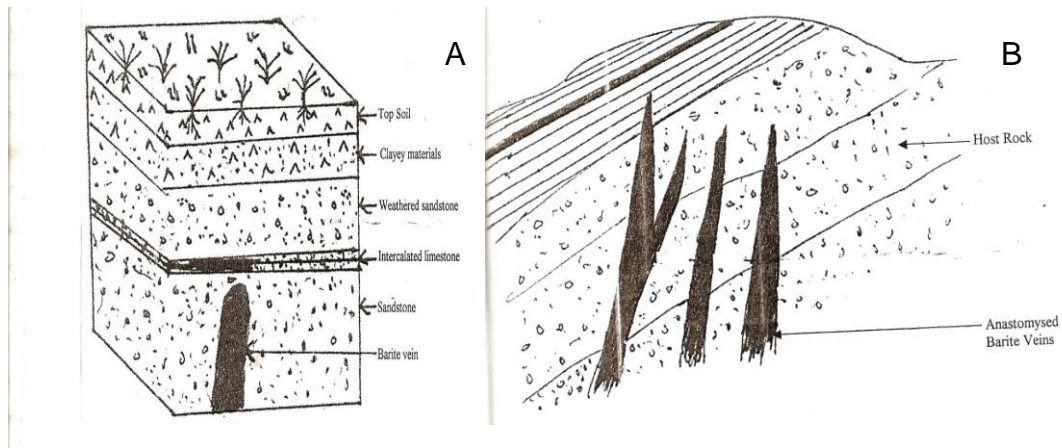 A
Top Soil
Clayey materials
Weathered sandstone
Intercalated limestone
Sandstone
Barite vein
B
Host Rock
Anastomysed
Barite Veins